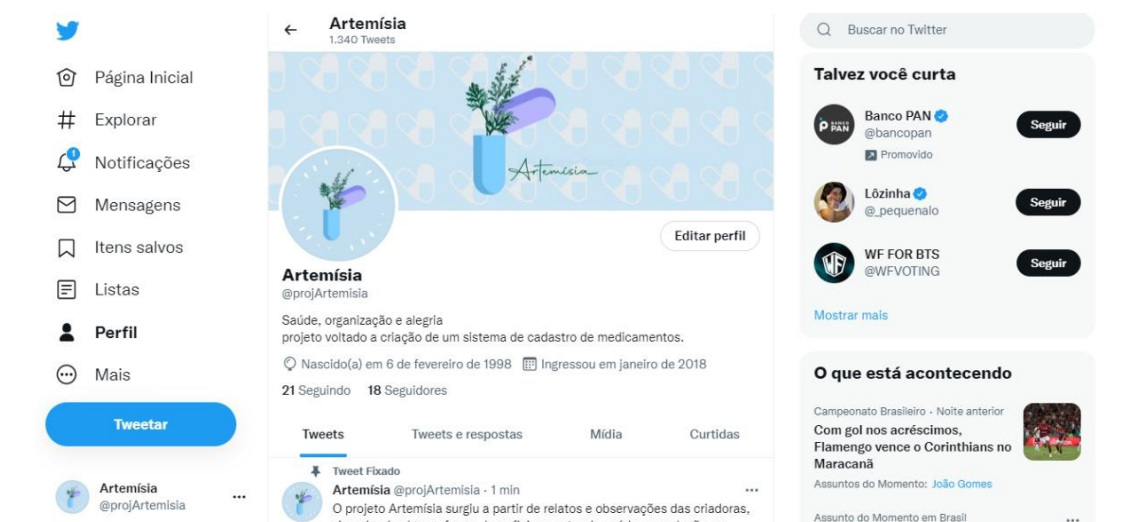 Página Inicial
Explorar
1
Notificações
Mensagens
Itens salvos
Listas
Perfil
Mais
Tweetar
Artemísia
@projArtemisia
Artemísia
1.340 Tweets
Artemísia
Editar perfil
Artemísia
@projArtemisia
Saúde, organização e alegria
projeto voltado a criação de um sistema de cadastro de medicamentos.
Nascido(a) em 6 de fevereiro de 1998 Ingressou em janeiro de 2018
21 Seguindo 18 Seguidores
Tweets Tweets e respostas Mídia Curtidas
Tweet Fixado
Artemísia @projArtemisia · 1 min
O projeto Artemísia surgiu a partir de relatos e observações das criadoras,
Buscar no Twitter
Talvez você curta
BANCO PAN
Banco PAN
@bancopan
Promovido
Seguir
Lôzinha
@_pequenalo
Seguir
WF
WF FOR BTS
@WFVOTING
Seguir
Mostrar mais
O que está acontecendo
Campeonato Brasileiro · Noite anterior
Com gol nos acréscimos,
Flamengo vence o Corinthians no
Maracanã
Assuntos do Momento: João Gomes
Assunto do Momento em Brasil